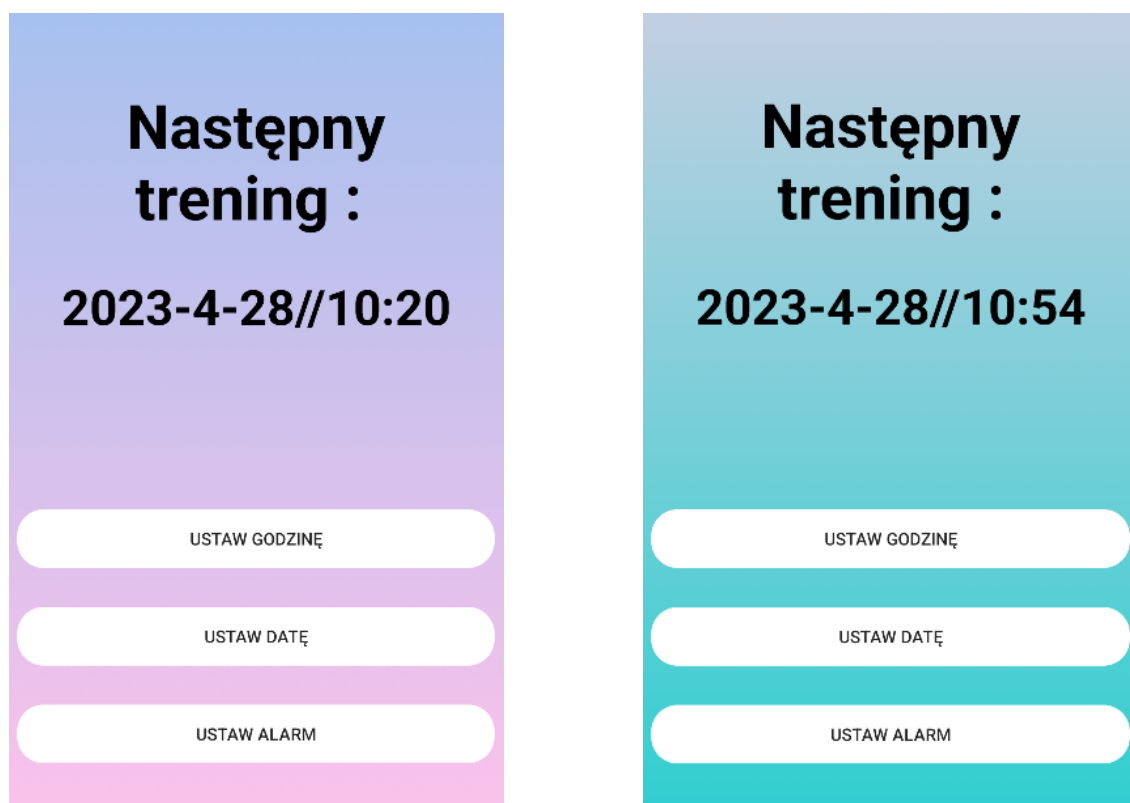 Następny
trening :
2023-4-28//10:20
USTAW GODZINĘ
USTAW DATĘ
USTAW ALARM
Następny
trening :
2023-4-28//10:54
USTAW GODZINĘ
USTAW DATĘ
USTAW ALARM